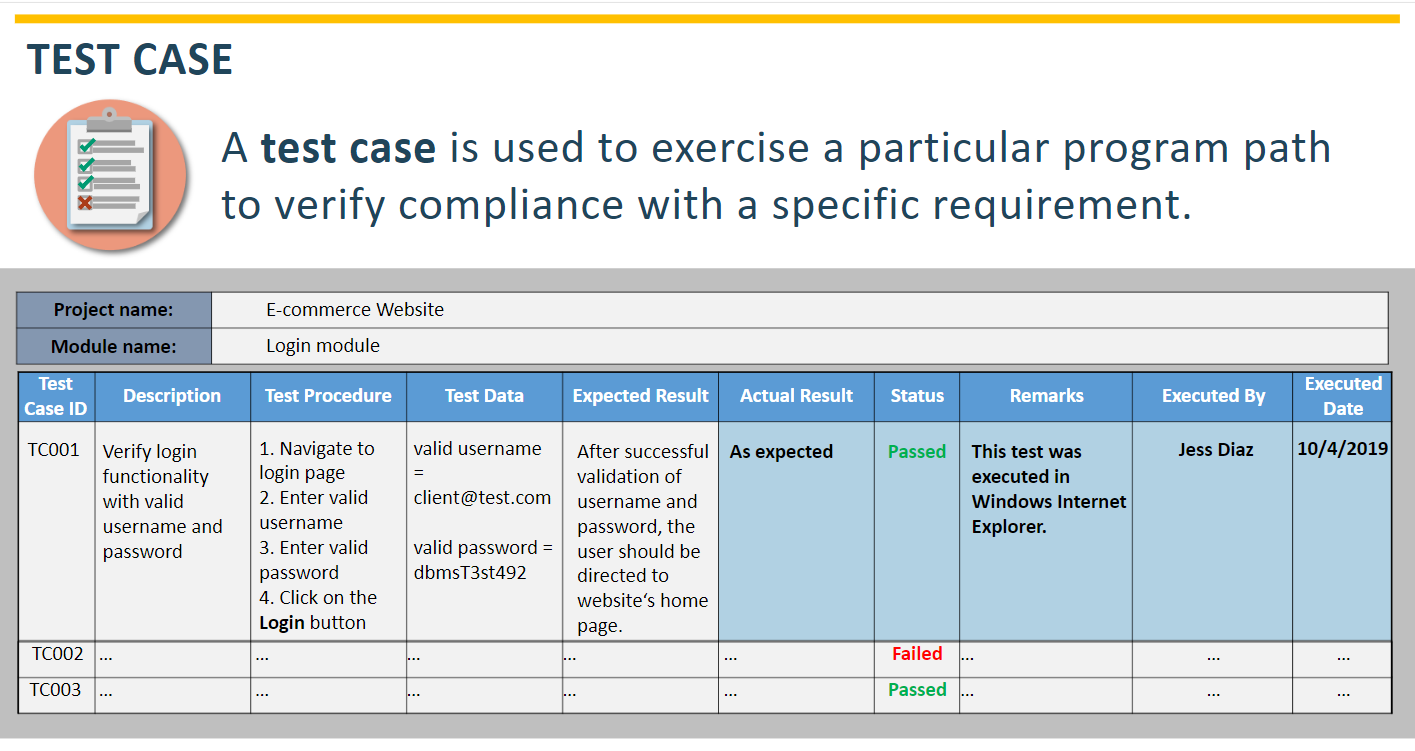 TEST CASE
A test case is used to exercise a particular program path
to verify compliance with a specific requirement.
Project name:
E-commerce Website
Module name:
Login module
Test
Case ID
Description
Test Procedure
Test Data
Expected Result
Actual Result
Status
Remarks
Executed By
Executed
Date
TC001
Verify login
functionality
with valid
username and
password
1. Navigate to
login page
2. Enter valid
username
3. Enter valid
password
4. Click on the
Login button
valid username
=
client@test.com
valid password =
dbmsT3st492
After successful
validation of
username and
password, the
user should be
directed to
website‘s home
page.
As expected
Passed
This test was
executed in
Windows Internet
Explorer.
Jess Diaz
10/4/2019
TC002
...
...
...
...
...
Failed
...
...
...
TC003
...
...
...
...
...
Passed
...
...
...